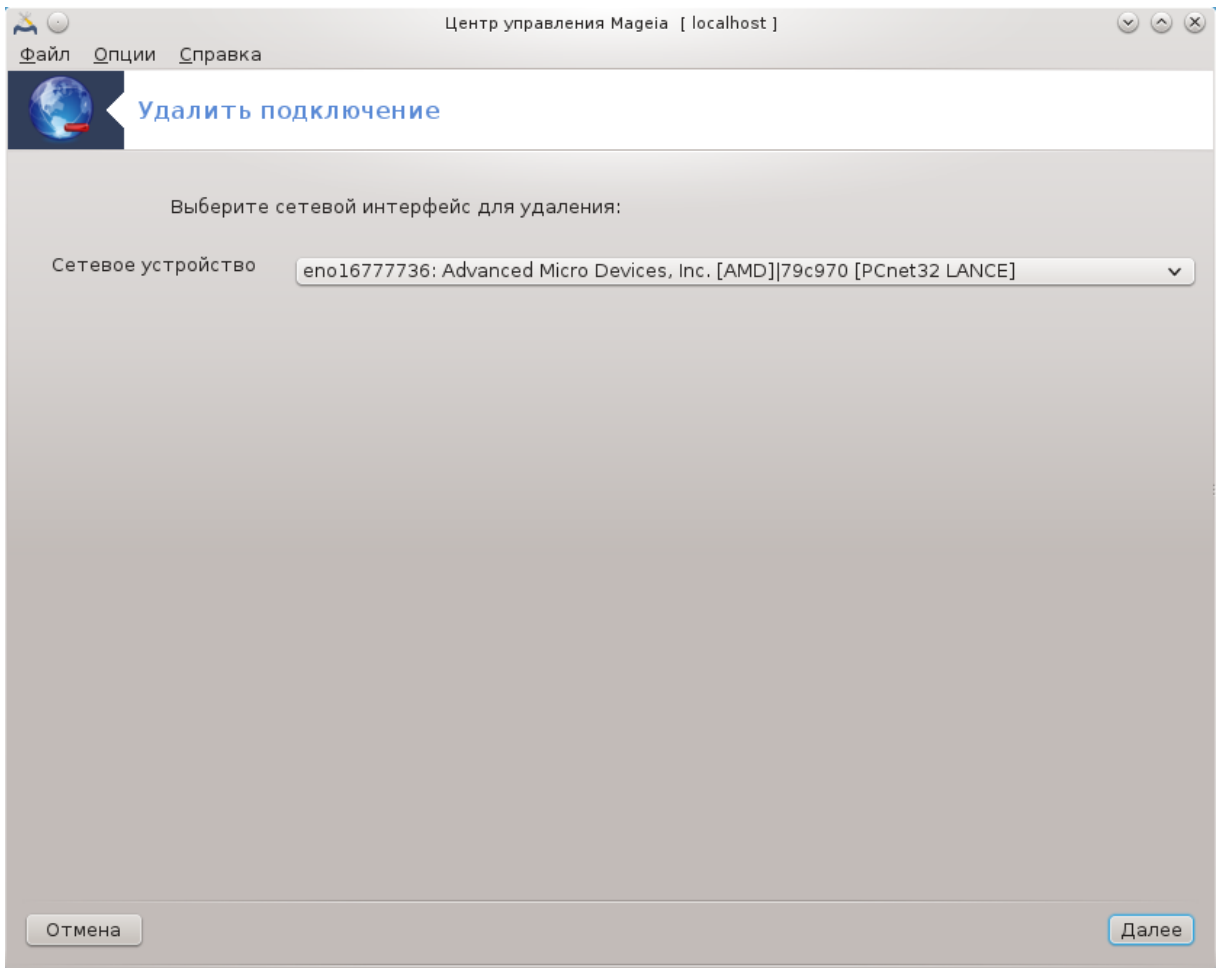 Центр управления Mageia [ localhost ]
Файл Опции Справка
Удалить подключение
Выберите сетевой интерфейс для удаления:
Сетевое устройство
eno16777736: Advanced Micro Devices, Inc. [AMD]|79c970 [PCnet32 LANCE]
Отмена
Далее